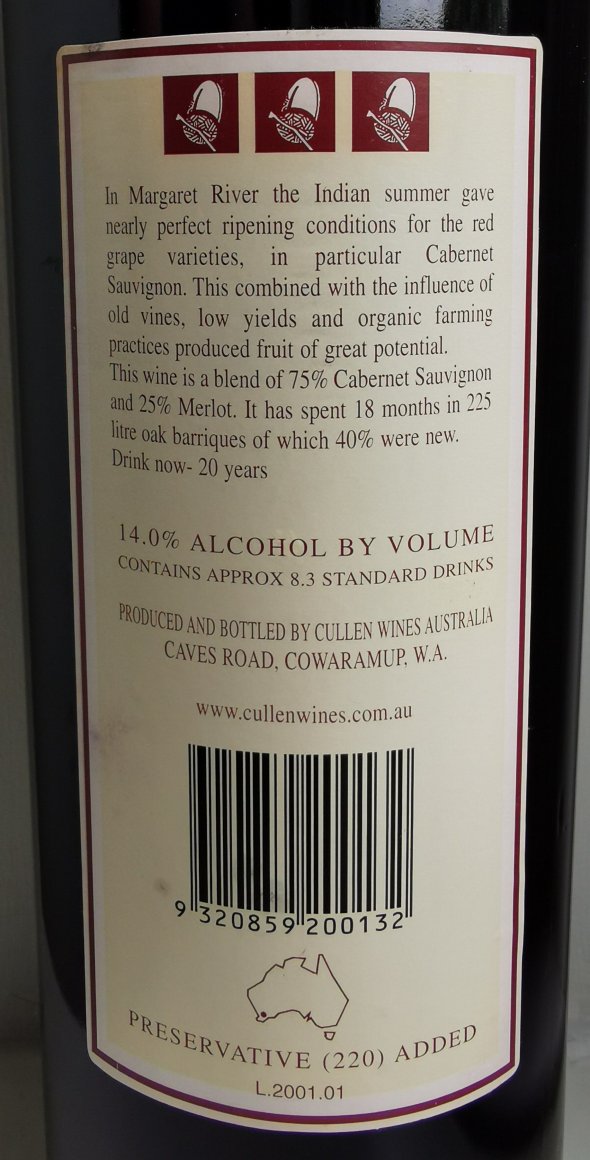 In Margaret River the Indian summer gave
nearly perfect ripening conditions for the red
grape varieties, in particular Cabernet
Sauvignon. This combined with the influence of
old vines, low yields and organic farming
practices produced fruit of great potential.
This wine is a blend of 75% Cabernet Sauvignon
and 25% Merlot. It has spent 18 months in 225
litre oak barriques of which 40% were new.
Drink now- 20 years
14.0% ALCOHOL BY VOLUME
CONTAINS APPROX 8.3 STANDARD DRINKS
PRODUCED AND BOTTLED BY CULLEN WINES AUSTRALIA
CAVES ROAD, COWARAMUP, W.A.
www.cullenwines.com.au
9 320859 200132
PRESERVATIVE (220) ADDED
L.2001.01